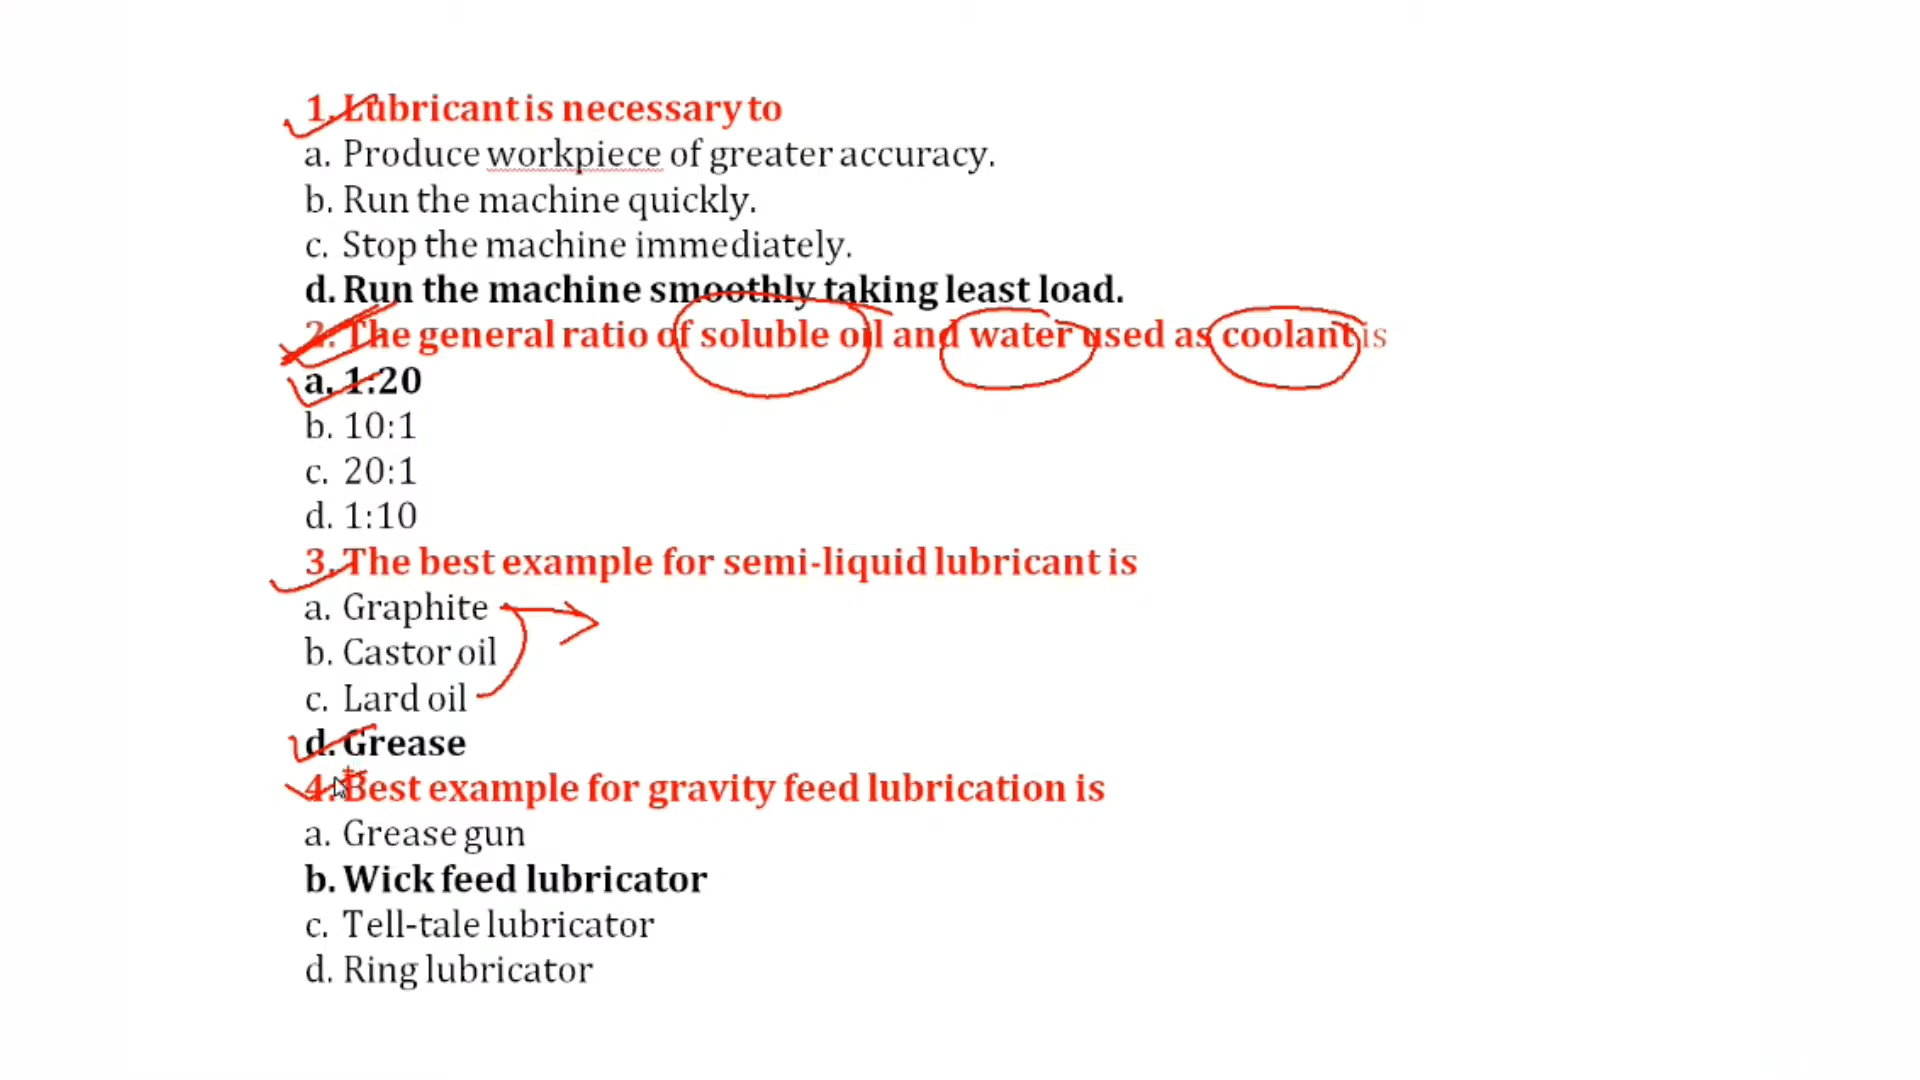 1. Lubricant is necessary to
a. Produce workpiece of greater accuracy.
b. Run the machine quickly.
c. Stop the machine immediately.
d. Run the machine smoothly taking least load.
2. The general ratio of soluble oil and water used as coolant is
a. 1:20
b. 10:1
c. 20:1
d. 1:10
3. The best example for semi-liquid lubricant is
a. Graphite
b. Castor oil
c. Lard oil
d. Grease
4. Best example for gravity feed lubrication is
a. Grease gun
b. Wick feed lubricator
c. Tell-tale lubricator
d. Ring lubricator